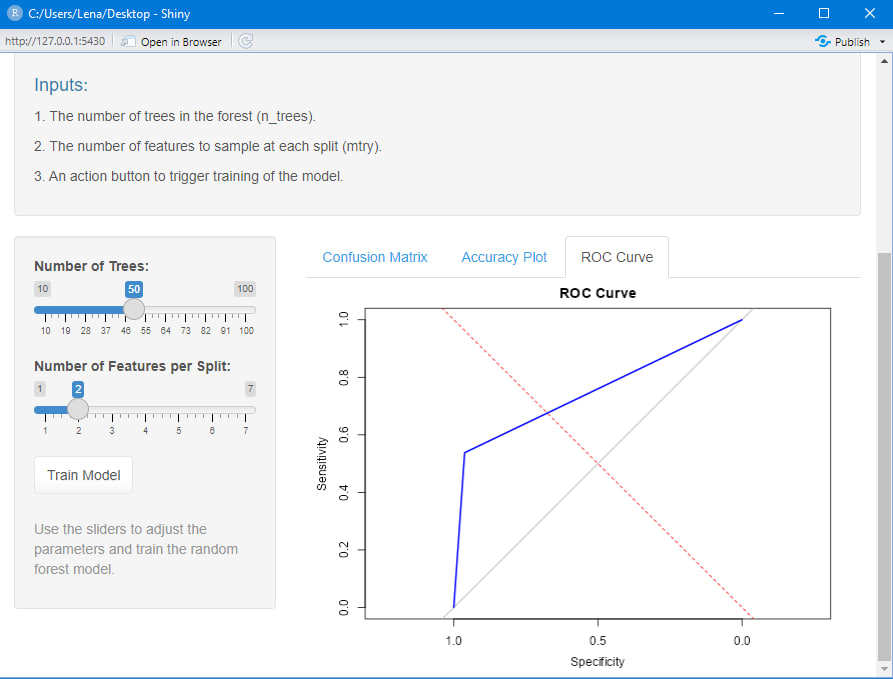 R C:/Users/Lena/Desktop - Shiny
http://127.0.0.1:5430 Open in Browser Publish
Inputs:
1. The number of trees in the forest (n_trees).
2. The number of features to sample at each split (mtry).
3. An action button to trigger training of the model.
Number of Trees:
10 50 100
10 19 28 37 46 55 64 73 82 91 100
Number of Features per Split:
1 2 7
1 2 3 4 5 6 7
Train Model
Use the sliders to adjust the
parameters and train the random
forest model.
Confusion Matrix Accuracy Plot ROC Curve
ROC Curve
Sensitivity
1.0
0.8
0.6
0.4
0.2
0.0
1.0 0.5 0.0
Specificity